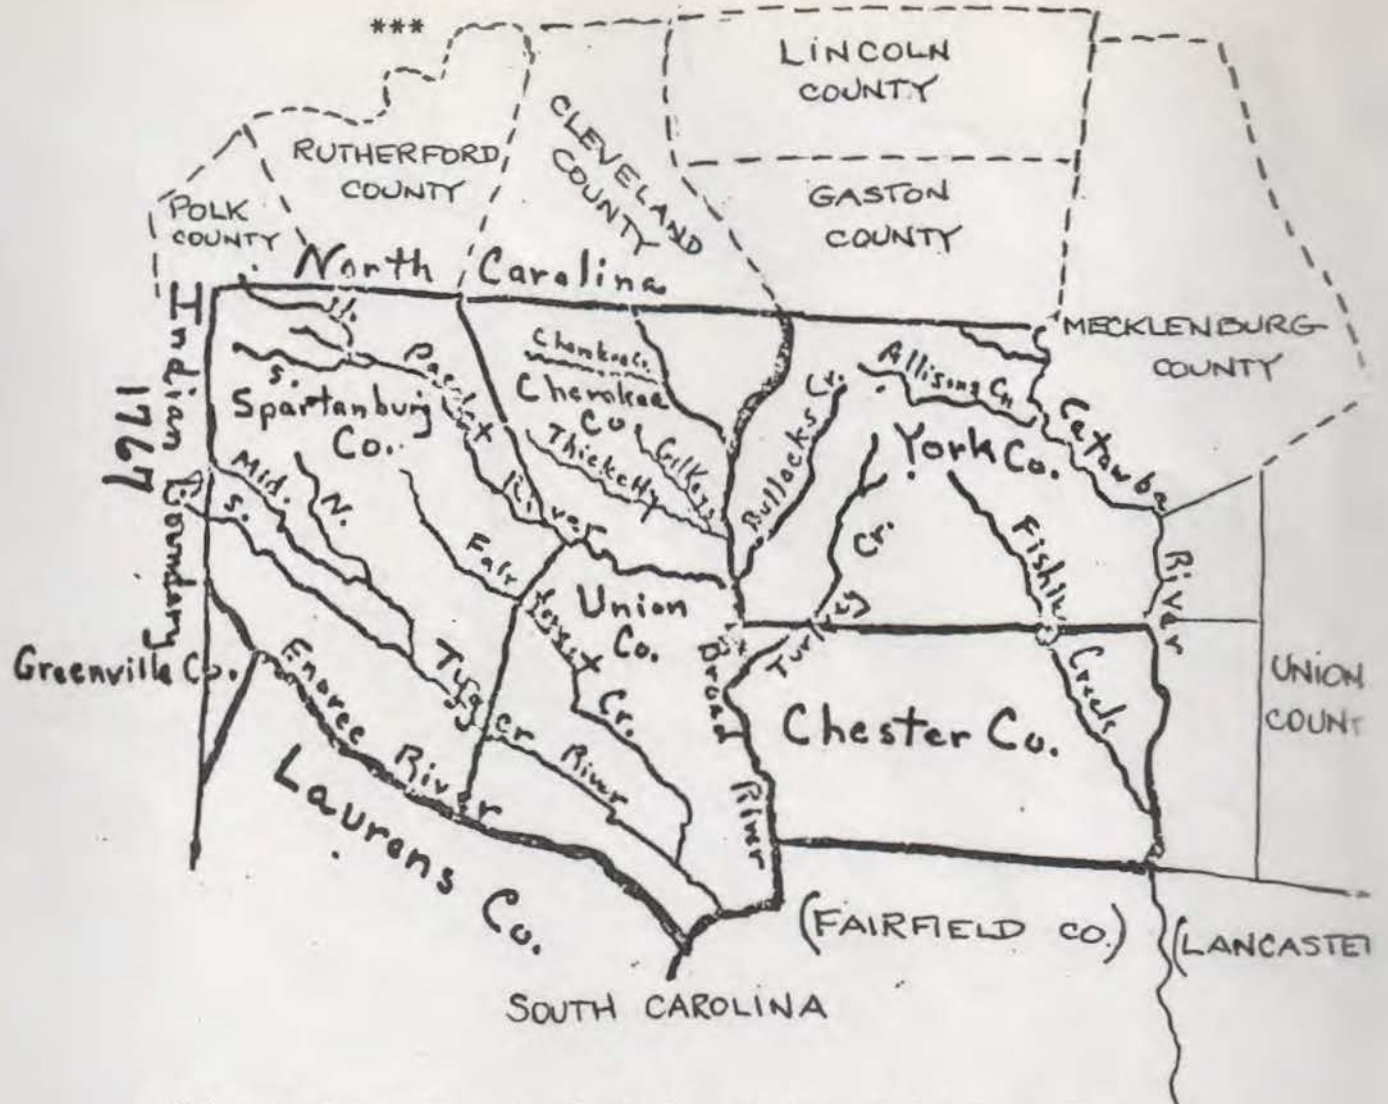 ***
LINCOLN
COUNTY
CLEVELAND
COUNTY
RUTHERFORD
COUNTY
GASTON
COUNTY
POLK
COUNTY
North Carolina
MECKLENBURG
COUNTY
Indian Boundary
1767
N.
S.
Pacolet River
Cherokee
Co.
Spartanburg
Co.
Thicketty
Bullocks Cr.
Allisons Cr.
York Co.
Catawba River
Mid.
N.
S.
Fair Forest Cr.
Union
Co.
Turkey Cr.
Fishing Creek
Broad River
Greenville Co.
Enoree River
Tyger River
Chester Co.
UNION
COUNT
Laurens Co.
(FAIRFIELD CO.)
(LANCASTE
SOUTH CAROLINA